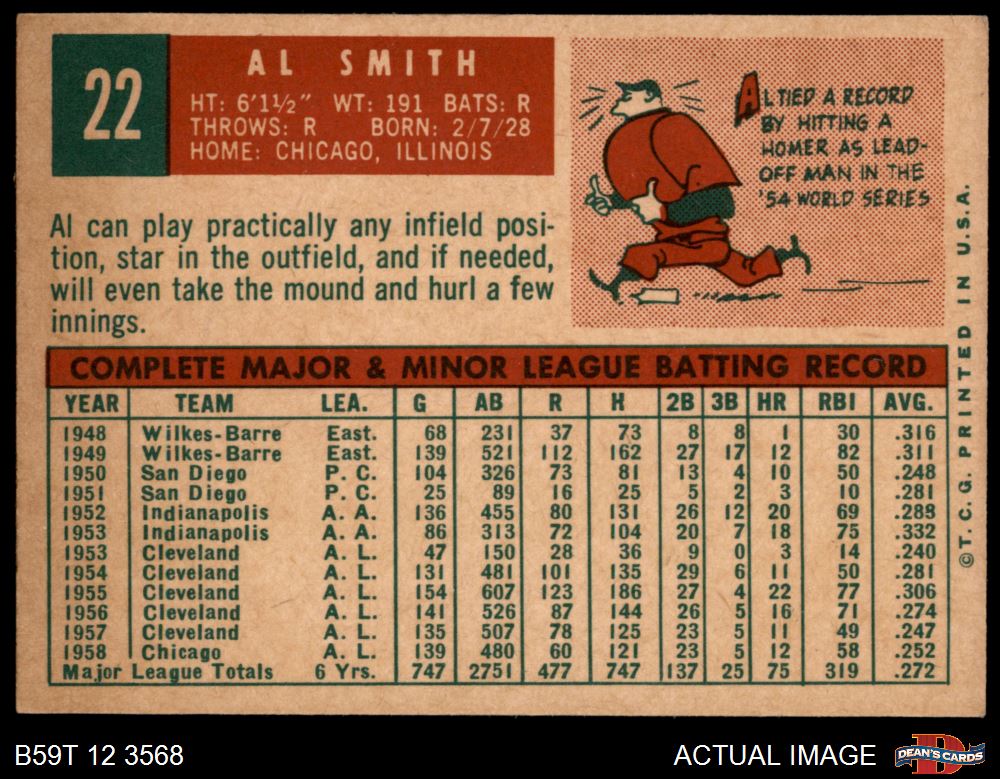 22
AL SMITH
HT: 6'1½" WT: 191 BATS: R
THROWS: R BORN: 2/7/28
HOME: CHICAGO, ILLINOIS
AL TIED A RECORD
BY HITTING A
HOMER AS LEAD-
OFF MAN IN THE
'54 WORLD SERIES
Al can play practically any infield posi-
tion, star in the outfield, and if needed,
will even take the mound and hurl a few
innings.
COMPLETE MAJOR & MINOR LEAGUE BATTING RECORD
YEAR TEAM LEA. G AB R H 2B 3B HR RBI AVG.
1948 Wilkes-Barre East. 68 231 37 73 8 8 1 30 .316
1949 Wilkes-Barre East. 139 521 112 162 27 17 12 82 .311
1950 San Diego P. C. 104 326 73 81 13 4 10 50 .248
1951 San Diego P. C. 25 89 16 25 5 2 3 10 .281
1952 Indianapolis A. A. 136 455 80 131 26 12 20 69 .288
1953 Indianapolis A. A. 86 313 72 104 20 7 18 75 .332
1953 Cleveland A. L. 47 150 28 36 9 0 3 14 .240
1954 Cleveland A. L. 131 481 101 135 29 6 11 50 .281
1955 Cleveland A. L. 154 607 123 186 27 4 22 77 .306
1956 Cleveland A. L. 141 526 87 144 26 5 16 71 .274
1957 Cleveland A. L. 135 507 78 125 23 5 11 49 .247
1958 Chicago A. L. 139 480 60 121 23 5 12 58 .252
Major League Totals 6 Yrs. 747 2751 477 747 137 25 75 319 .272
© T. C. G. PRINTED IN U.S.A.
B59T 12 3568
ACTUAL IMAGE
DEAN'S CARDS